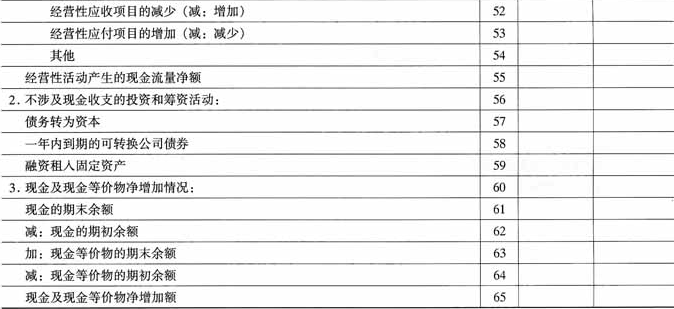 经营性应收项目的减少（减：增加） 52
经营性应付项目的增加（减：减少） 53
其他 54
经营性活动产生的现金流量净额 55
2. 不涉及现金收支的投资和筹资活动： 56
债务转为资本 57
一年内到期的可转换公司债券 58
融资租入固定资产 59
3. 现金及现金等价物净增加情况： 60
现金的期末余额 61
减：现金的期初余额 62
加：现金等价物的期末余额 63
减：现金等价物的期初余额 64
现金及现金等价物净增加额 65